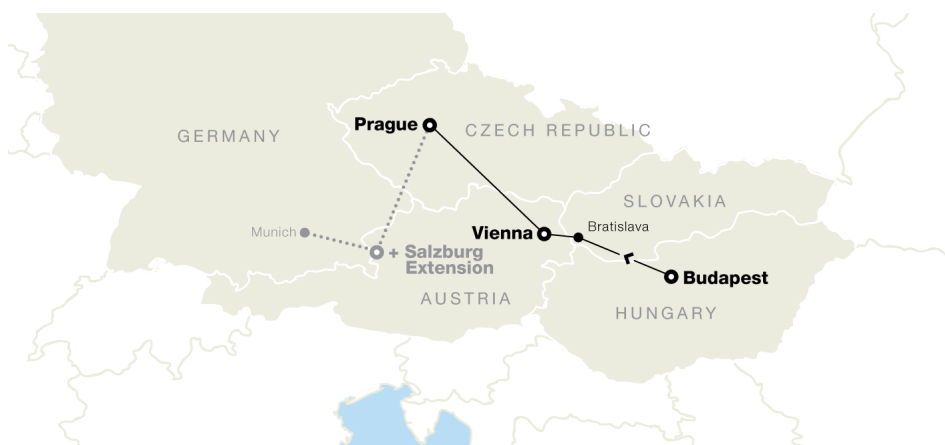 Prague
CZECH REPUBLIC
GERMANY
SLOVAKIA
Bratislava
Munich
Vienna
+ Salzburg
Extension
Budapest
AUSTRIA
HUNGARY